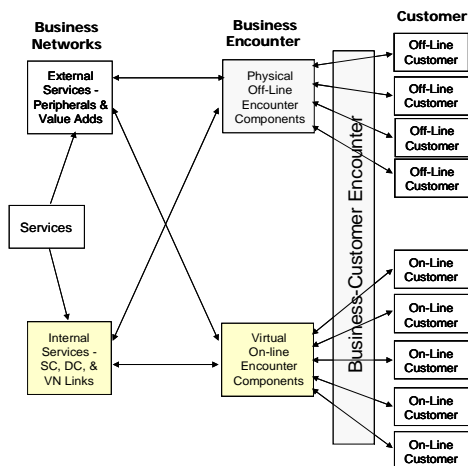 Business
Networks
Business
Encounter
Customer
External
Services -
Peripherals &
Value Adds
Physical
Off-Line
Encounter
Components
Services
Internal
Services -
SC, DC, &
VN Links
Virtual
On-line
Encounter
Components
Business-Customer Encounter
Off-Line
Customer
Off-Line
Customer
Off-Line
Customer
Off-Line
Customer
On-Line
Customer
On-Line
Customer
On-Line
Customer
On-Line
Customer
On-Line
Customer